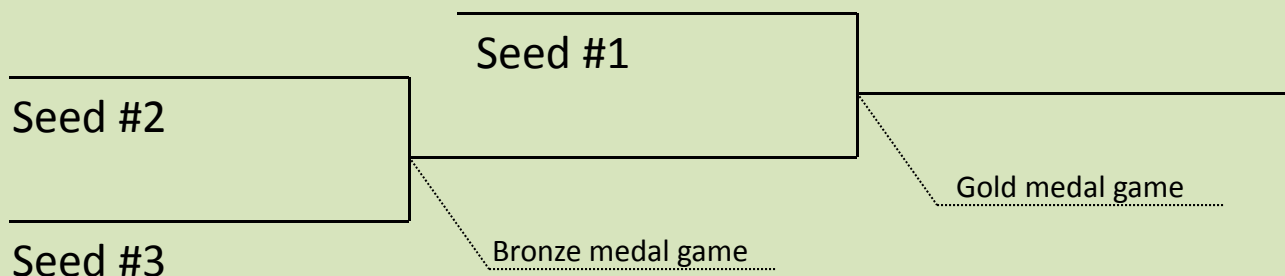 Seed #1
Seed #2
Gold medal game
Bronze medal game
Seed #3